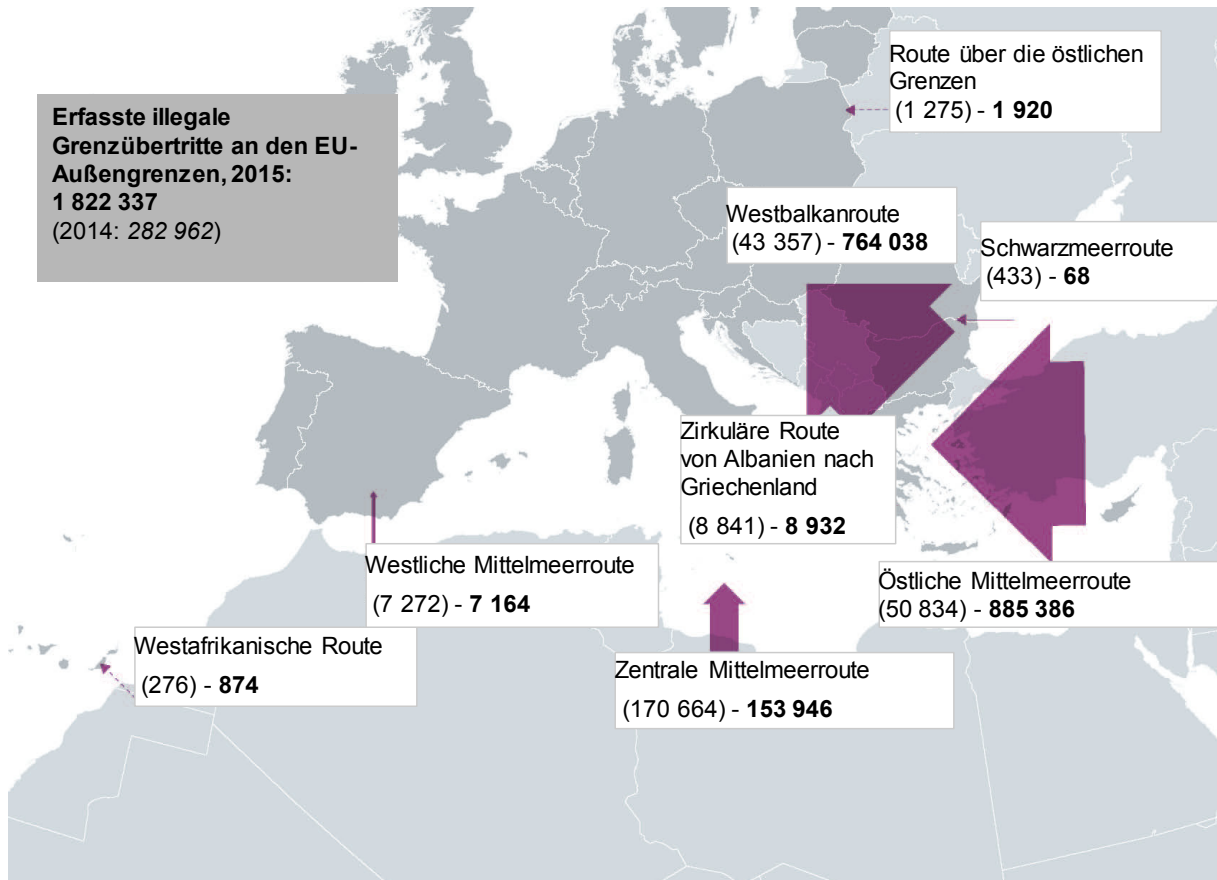 Erfasste illegale
Grenzübertritte an den EU-
Außengrenzen, 2015:
1 822 337
(2014: 282 962)
Route über die östlichen
Grenzen
(1 275) - 1 920
Westbalkanroute
(43 357) - 764 038
Schwarzmeerroute
(433) - 68
Zirkuläre Route
von Albanien nach
Griechenland
(8 841) - 8 932
Westliche Mittelmeerroute
(7 272) - 7 164
Östliche Mittelmeerroute
(50 834) - 885 386
Westafrikanische Route
(276) - 874
Zentrale Mittelmeerroute
(170 664) - 153 946